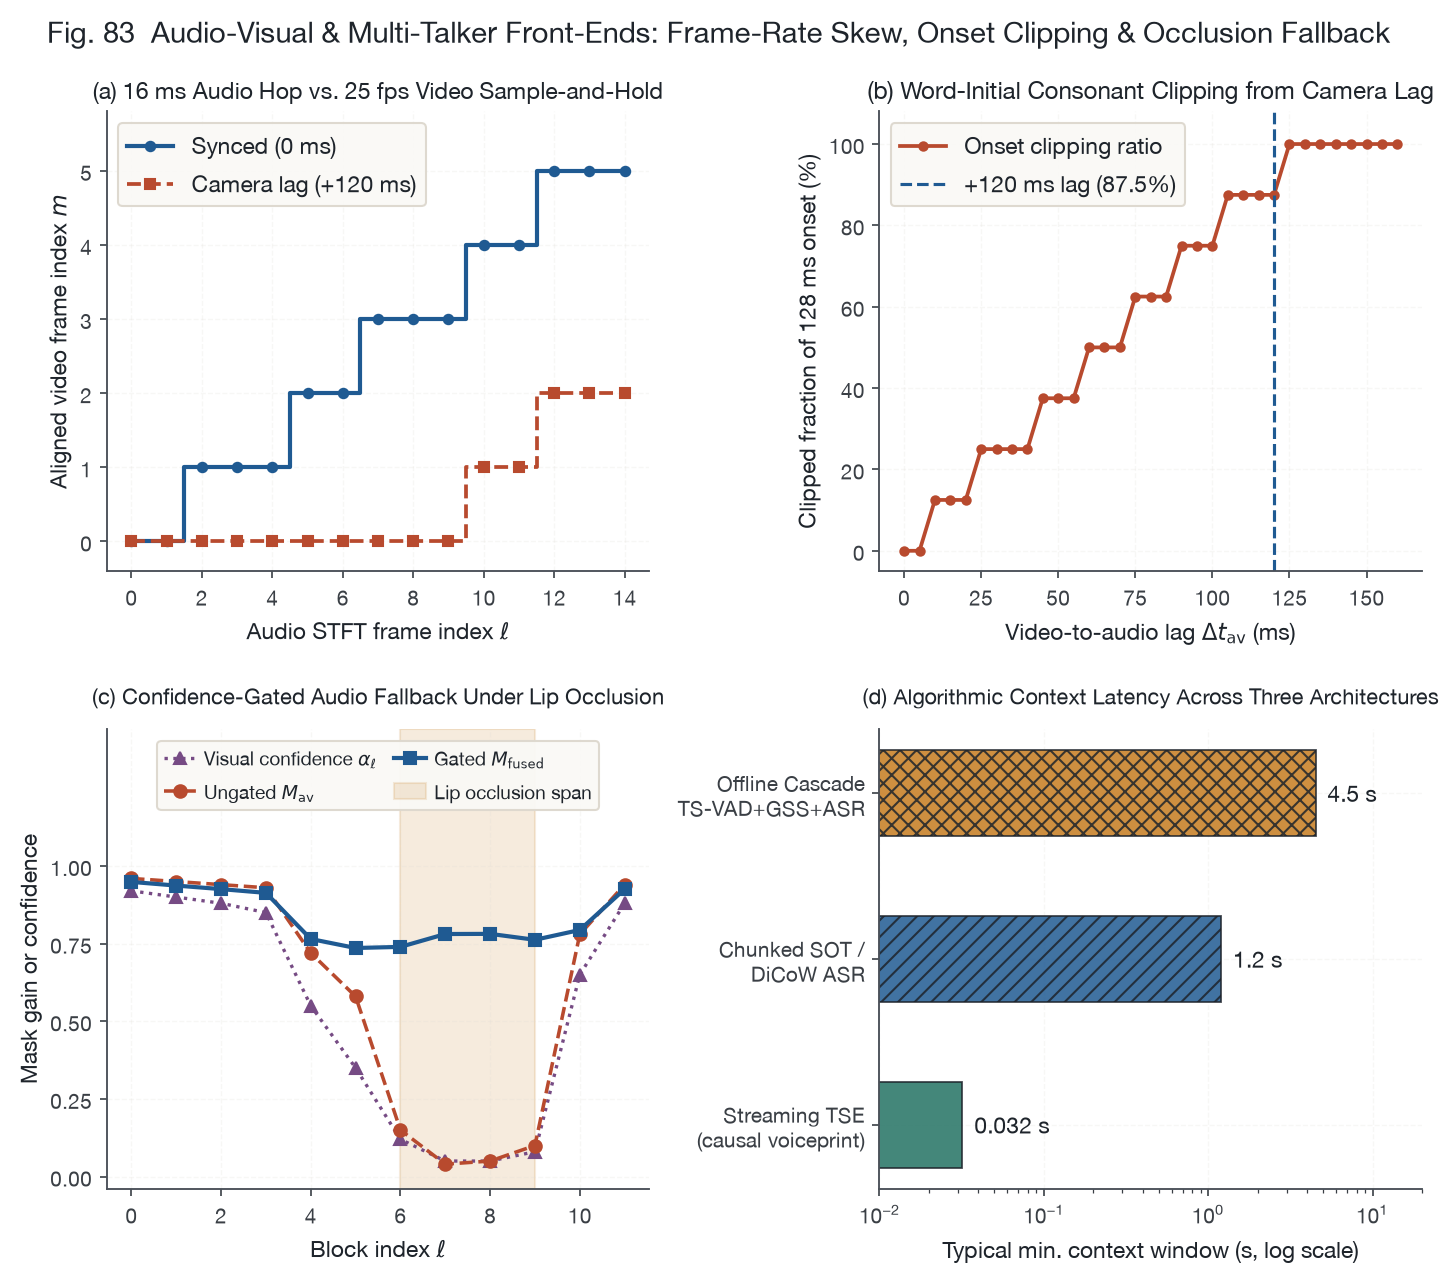 Fig. 83  Audio-Visual & Multi-Talker Front-Ends: Frame-Rate Skew, Onset Clipping & Occlusion Fallback
(a) 16 ms Audio Hop vs. 25 fps Video Sample-and-Hold
Synced (0 ms)
Camera lag (+120 ms)
Aligned video frame index m
5
4
3
2
1
0
0 2 4 6 8 10 12 14
Audio STFT frame index ℓ
(b) Word-Initial Consonant Clipping from Camera Lag
Onset clipping ratio
+120 ms lag (87.5%)
Clipped fraction of 128 ms onset (%)
100
80
60
40
20
0
0 25 50 75 100 125 150
Video-to-audio lag Δt_av (ms)
(c) Confidence-Gated Audio Fallback Under Lip Occlusion
Visual confidence α_ℓ
Ungated M_av
Gated M_fused
Lip occlusion span
Mask gain or confidence
1.00
0.75
0.50
0.25
0.00
0 2 4 6 8 10
Block index ℓ
(d) Algorithmic Context Latency Across Three Architectures
Offline Cascade
TS-VAD+GSS+ASR
4.5 s
Chunked SOT /
DiCoW ASR
1.2 s
Streaming TSE
(causal voiceprint)
0.032 s
10⁻² 10⁻¹ 10⁰ 10¹
Typical min. context window (s, log scale)